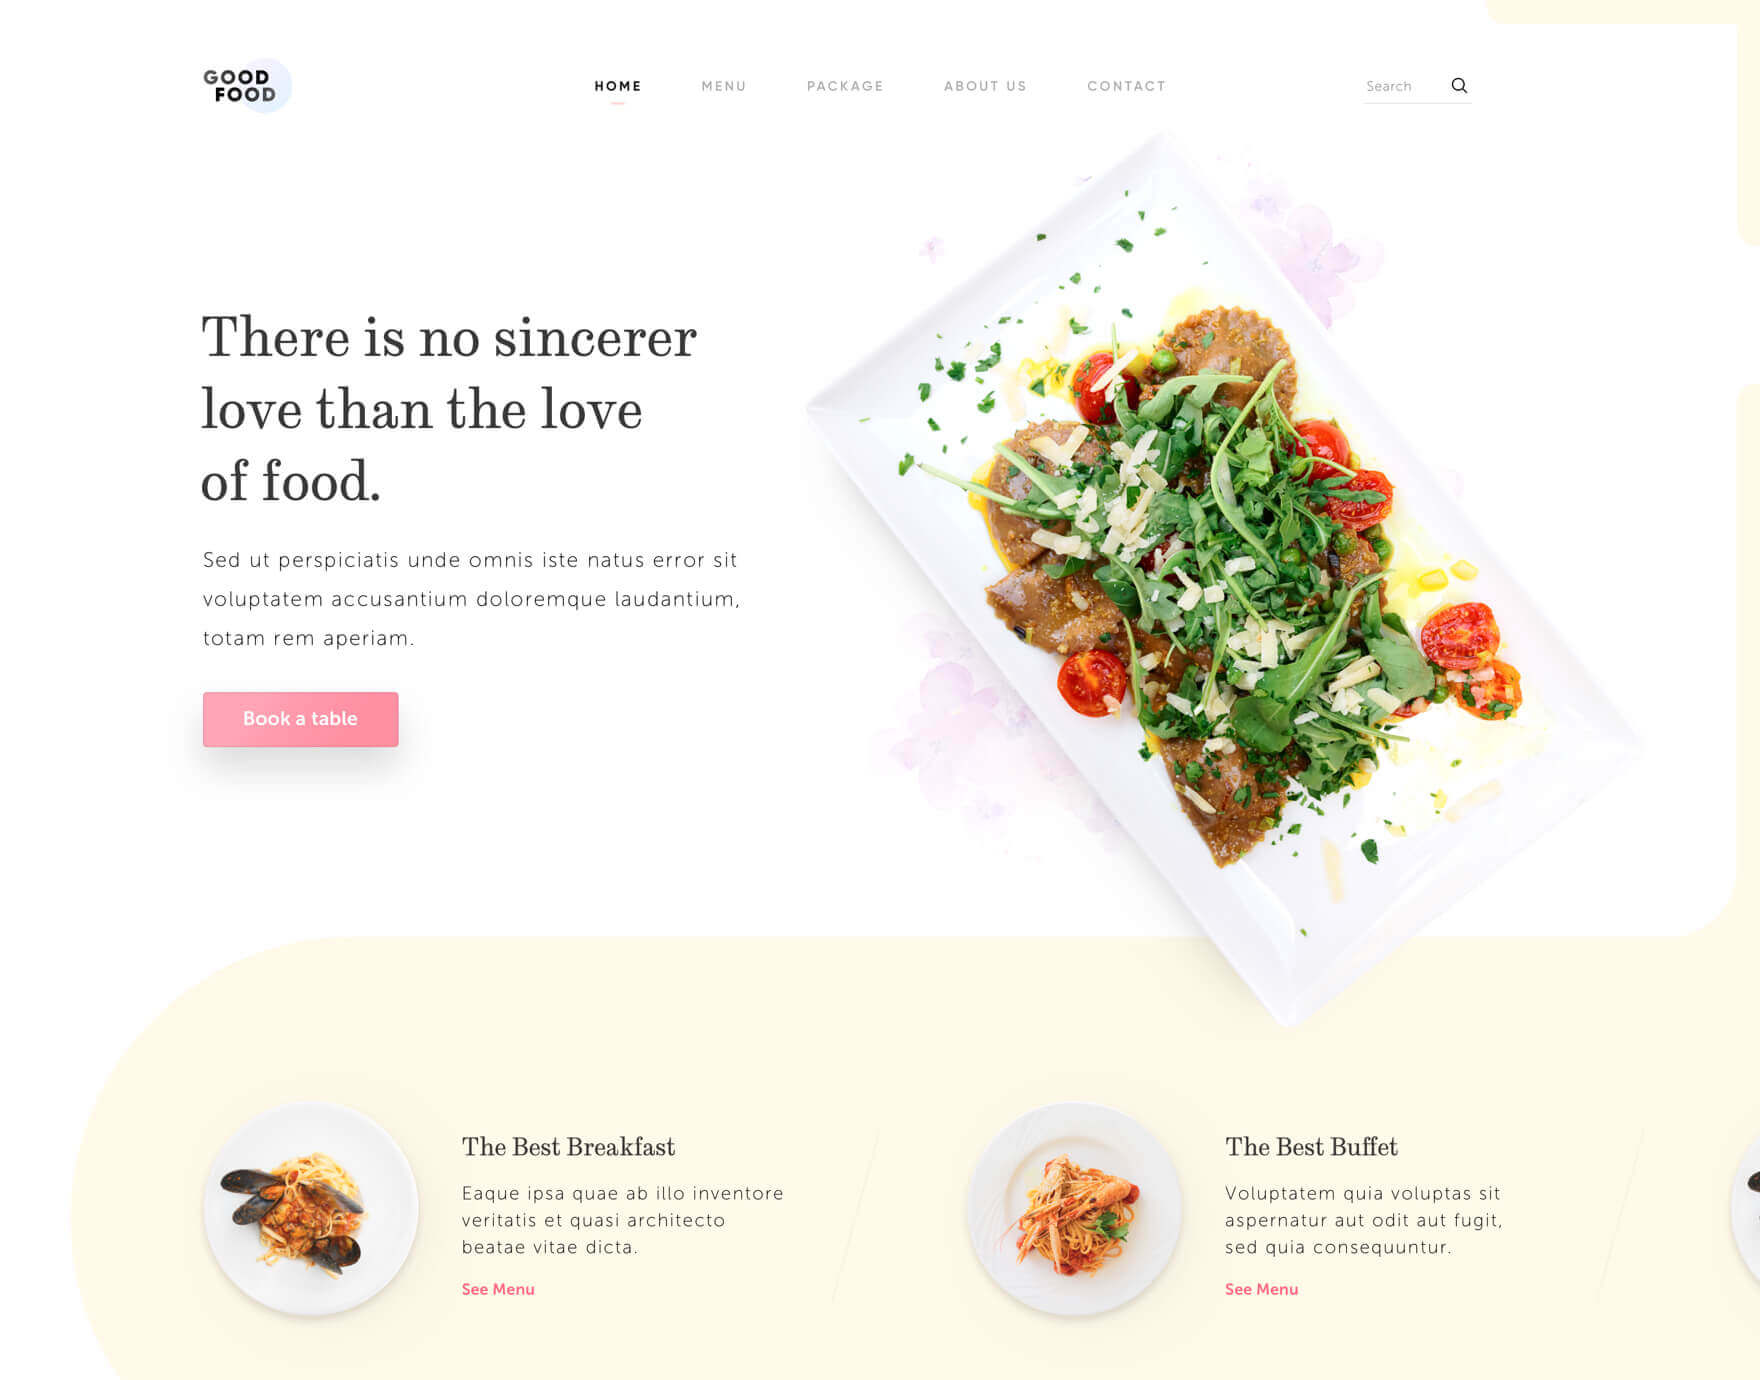 GOOD
FOOD
HOME
MENU
PACKAGE
ABOUT US
CONTACT
Search
There is no sincerer
love than the love
of food.
Sed ut perspiciatis unde omnis iste natus error sit
voluptatem accusantium doloremque laudantium,
totam rem aperiam.
Book a table
The Best Breakfast
Eaque ipsa quae ab illo inventore
veritatis et quasi architecto
beatae vitae dicta.
See Menu
The Best Buffet
Voluptatem quia voluptas sit
aspernatur aut odit aut fugit,
sed quia consequuntur.
See Menu